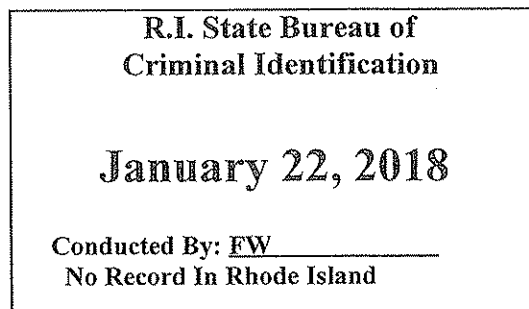 R.I. State Bureau of
Criminal Identification
January 22, 2018
Conducted By: FW
No Record In Rhode Island